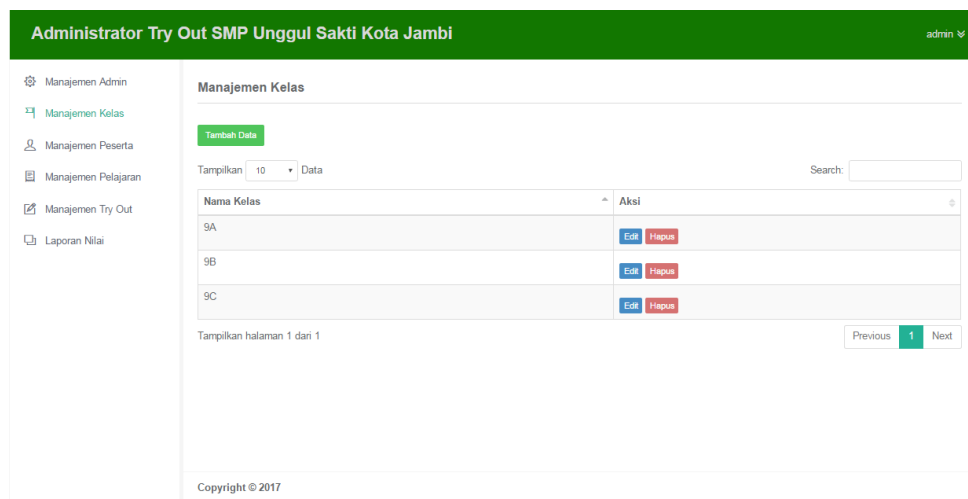 Administrator Try Out SMP Unggul Sakti Kota Jambi
admin
Manajemen Admin
Manajemen Kelas
Manajemen Peserta
Manajemen Pelajaran
Manajemen Try Out
Laporan Nilai
Manajemen Kelas
Tambah Data
Tampilkan 10 Data
Search:
Nama Kelas Aksi
9A Edit Hapus
9B Edit Hapus
9C Edit Hapus
Tampilkan halaman 1 dari 1
Previous 1 Next
Copyright © 2017